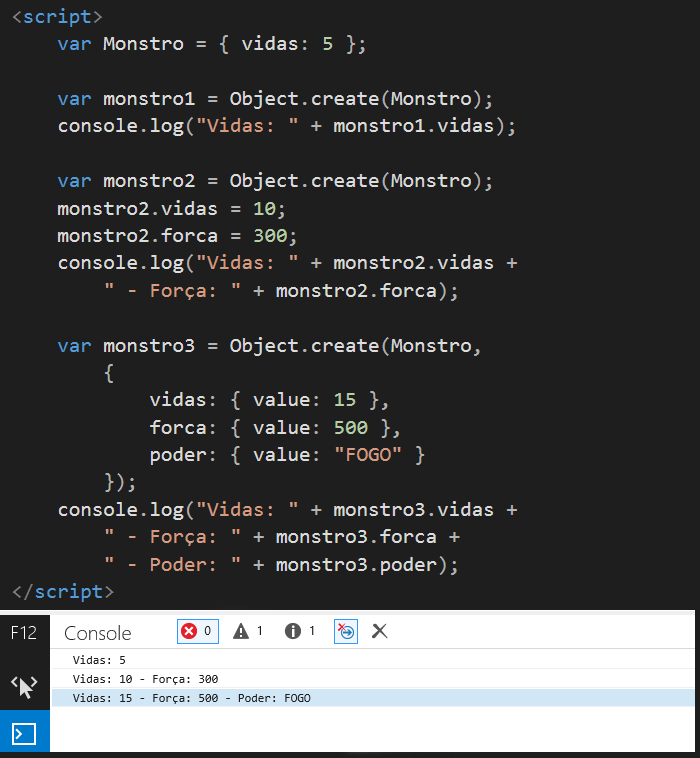 <script>
var Monstro = { vidas: 5 };
var monstro1 = Object.create(Monstro);
console.log("Vidas: " + monstro1.vidas);
var monstro2 = Object.create(Monstro);
monstro2.vidas = 10;
monstro2.forca = 300;
console.log("Vidas: " + monstro2.vidas +
" - Força: " + monstro2.forca);
var monstro3 = Object.create(Monstro,
{
vidas: { value: 15 },
forca: { value: 500 },
poder: { value: "FOGO" }
});
console.log("Vidas: " + monstro3.vidas +
" - Força: " + monstro3.forca +
" - Poder: " + monstro3.poder);
</script>
F12 Console 0 1 1
Vidas: 5
Vidas: 10 - Força: 300
Vidas: 15 - Força: 500 - Poder: FOGO